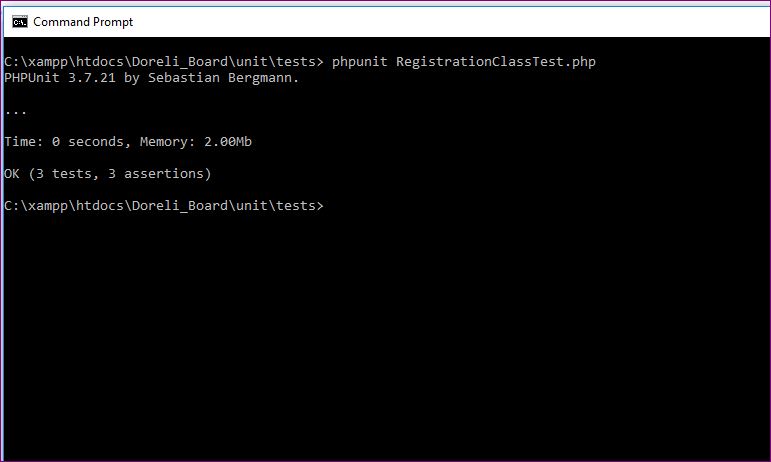 Command Prompt
C:\xampp\htdocs\Doreli_Board\unit\tests> phpunit RegistrationClassTest.php
PHPUnit 3.7.21 by Sebastian Bergmann.
...
Time: 0 seconds, Memory: 2.00Mb
OK (3 tests, 3 assertions)
C:\xampp\htdocs\Doreli_Board\unit\tests>